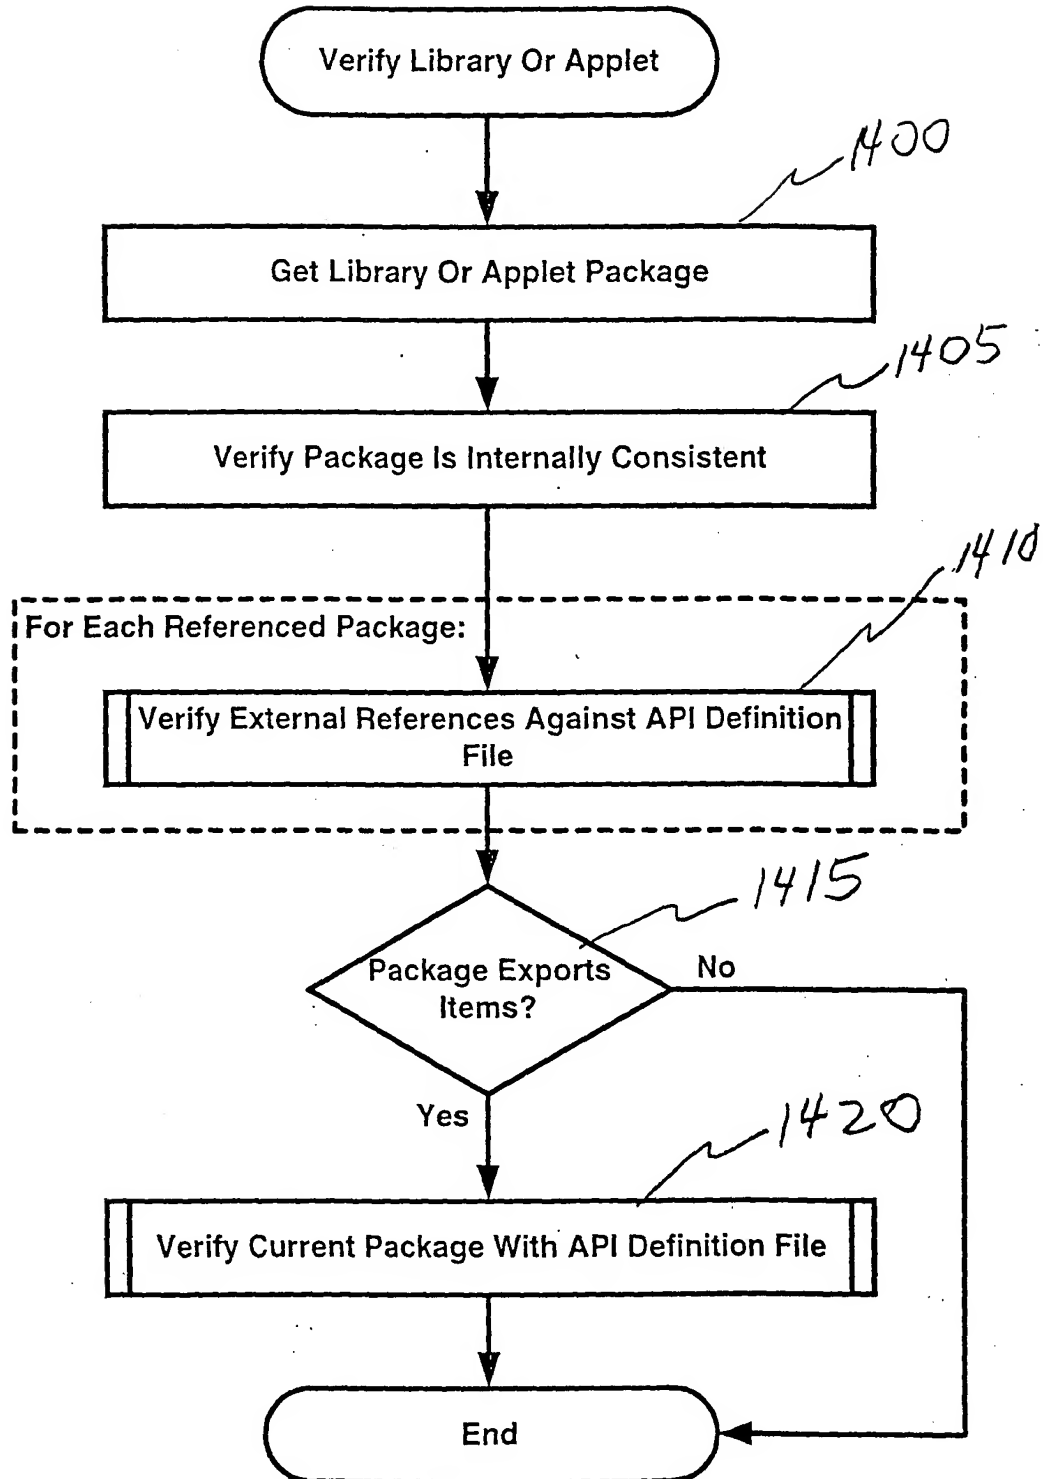 Verify Library Or Applet
1400
Get Library Or Applet Package
1405
Verify Package Is Internally Consistent
1410
For Each Referenced Package:
Verify External References Against API Definition
File
1415
Package Exports
Items?
No
Yes
1420
Verify Current Package With API Definition File
End